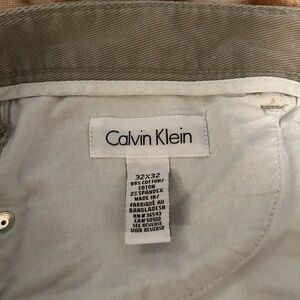 Calvin Klein
32X32
98% COTTON/
COTON
2% SPANDEX
MADE IN/
FABRIQUÉ AU
BANGLADESH
RN# 36543
CA# 50900
SEE REVERSE
VOIR REVERSO